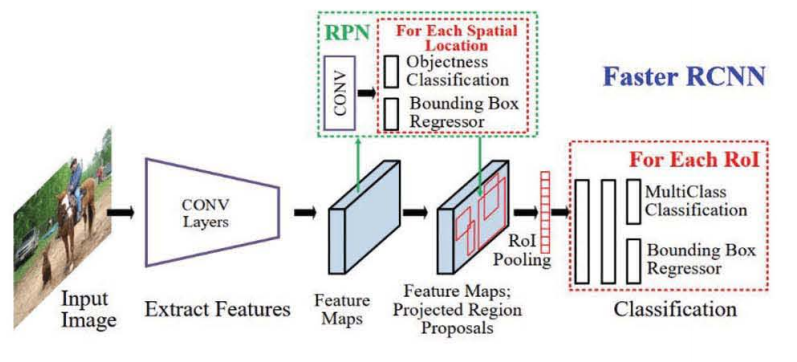 RPN
For Each Spatial
Location
CONV
Objectness
Classification
Bounding Box
Regressor
Faster RCNN
CONV
Layers
For Each RoI
MultiClass
Classification
Bounding Box
Regressor
RoI
Pooling
Input
Image
Extract Features
Feature
Maps
Feature Maps;
Projected Region
Proposals
Classification